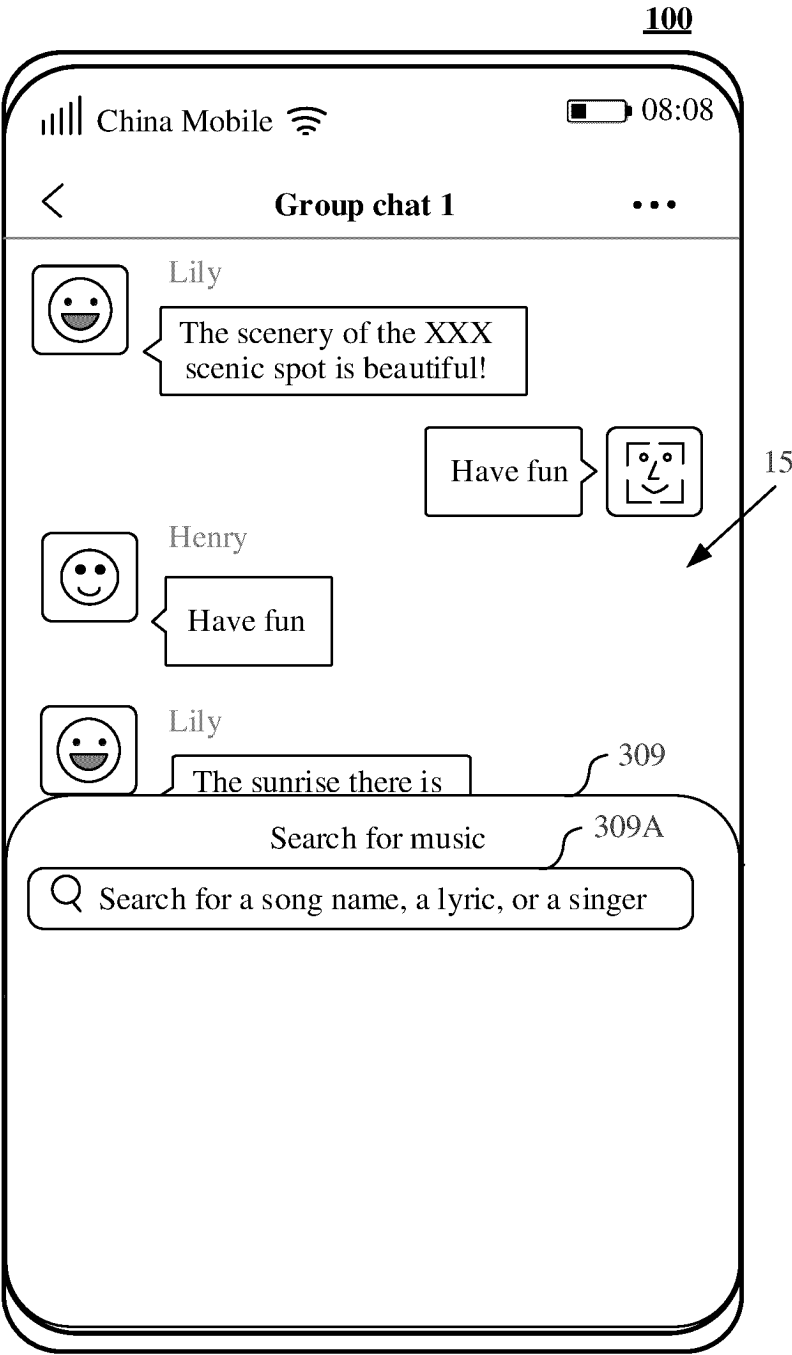 100
China Mobile 08:08
Group chat 1
Lily
The scenery of the XXX
scenic spot is beautiful!
Have fun
15
Henry
Have fun
Lily
The sunrise there is
309
Search for music
309A
Search for a song name, a lyric, or a singer